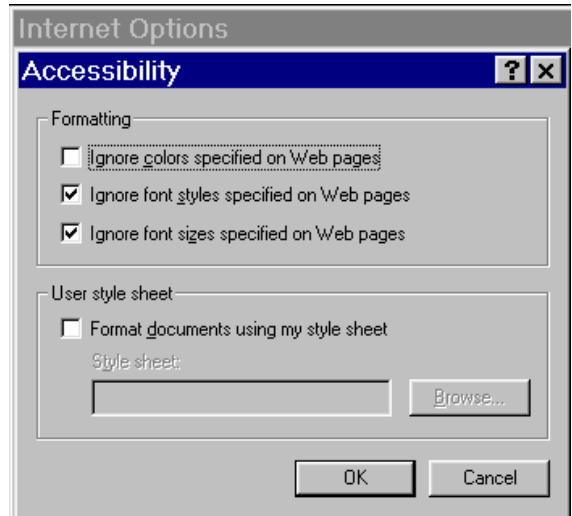 Internet Options
Accessibility
Formatting
Ignore colors specified on Web pages
Ignore font styles specified on Web pages
Ignore font sizes specified on Web pages
User style sheet
Format documents using my style sheet
Style sheet:
Browse...
OK Cancel